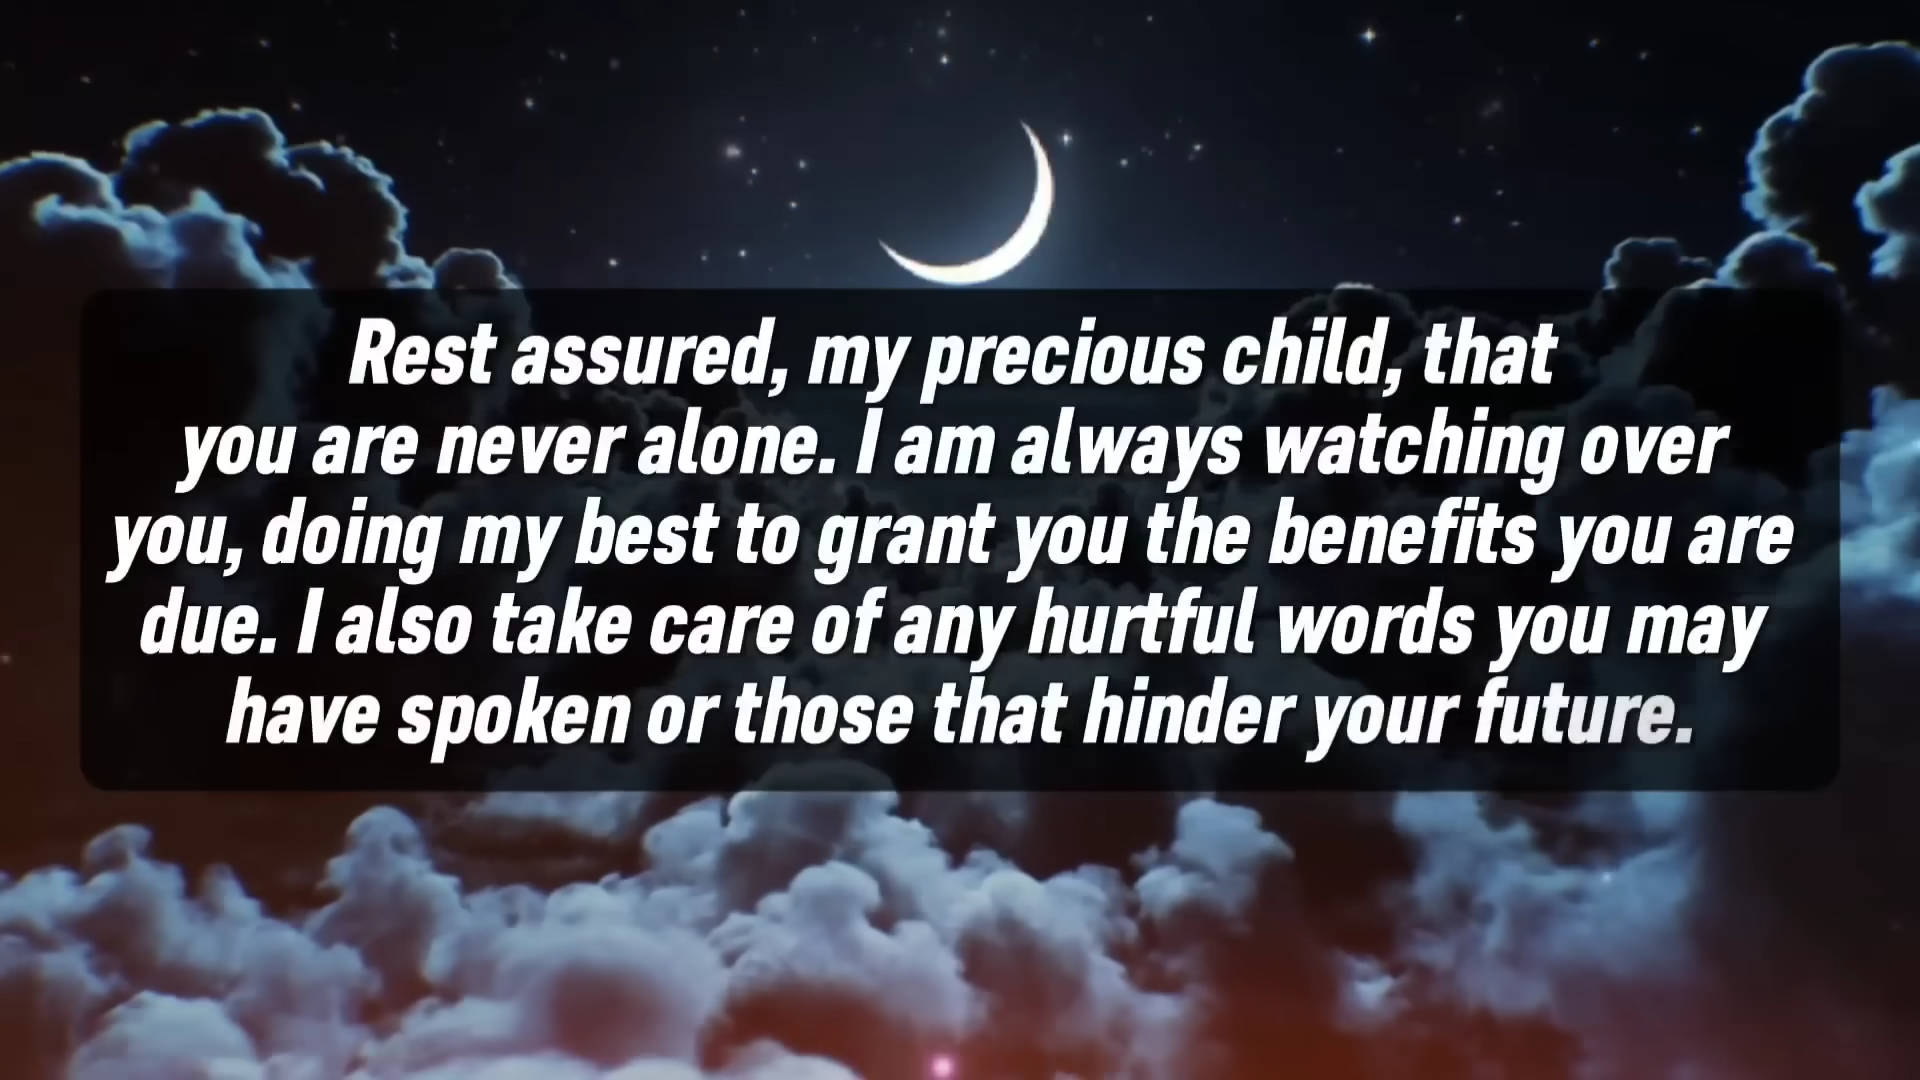 Rest assured, my precious child, that
you are never alone. I am always watching over
you, doing my best to grant you the benefits you are
due. I also take care of any hurtful words you may
have spoken or those that hinder your future.